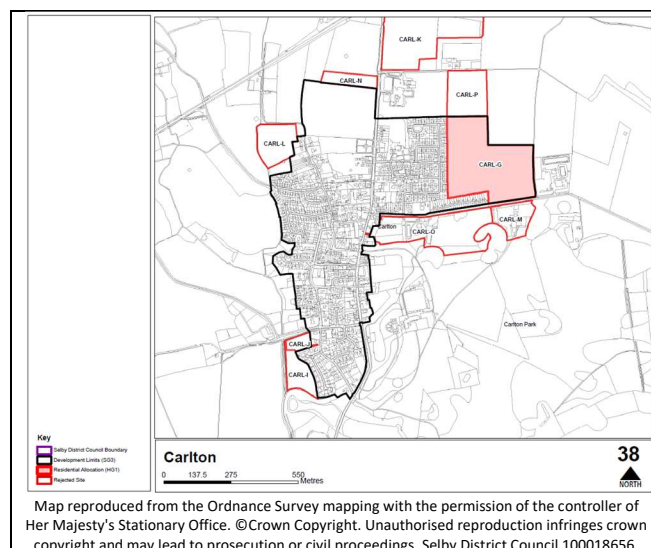 CARL-K
CARL-N
CARL-P
CARL-L
CARL-G
Carlton
CARL-O
CARL-M
Carlton Park
CARL-J
CARL-I
Key
Selby District Council Boundary
Development Limits (SG3)
Residential Allocation (HG1)
Rejected Site
Carlton
0 137.5 275 550
Metres
38
NORTH
Map reproduced from the Ordnance Survey mapping with the permission of the controller of
Her Majesty's Stationary Office. ©Crown Copyright. Unauthorised reproduction infringes crown
copyright and may lead to prosecution or civil proceedings. Selby District Council 100018656